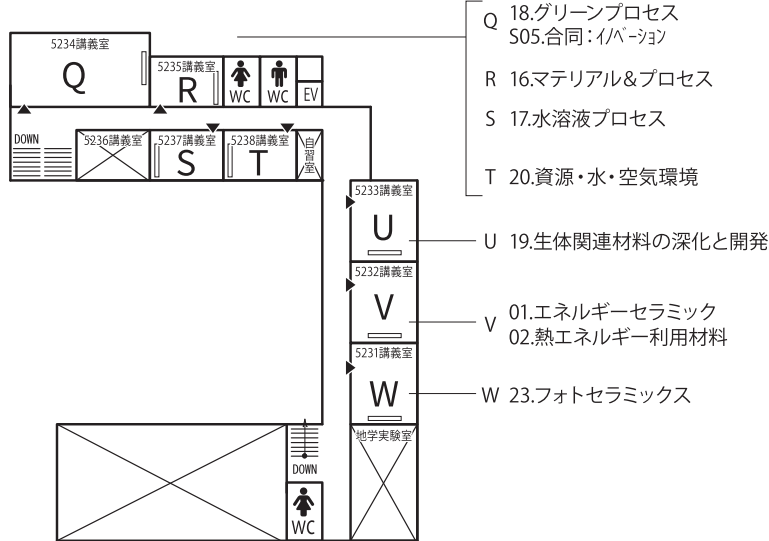 5234講義室
Q
5235講義室
R
WC
WC
EV
DOWN
5236講義室
5237講義室
S
5238講義室
T
自習室
5233講義室
U
5232講義室
V
5231講義室
W
地学実験室
DOWN
WC
Q 18.グリーンプロセス
S05.合同:イノベーション
R 16.マテリアル&プロセス
S 17.水溶液プロセス
T 20.資源・水・空気環境
U 19.生体関連材料の深化と開発
V 01.エネルギーセラミック
02.熱エネルギー利用材料
W 23.フォトセラミックス